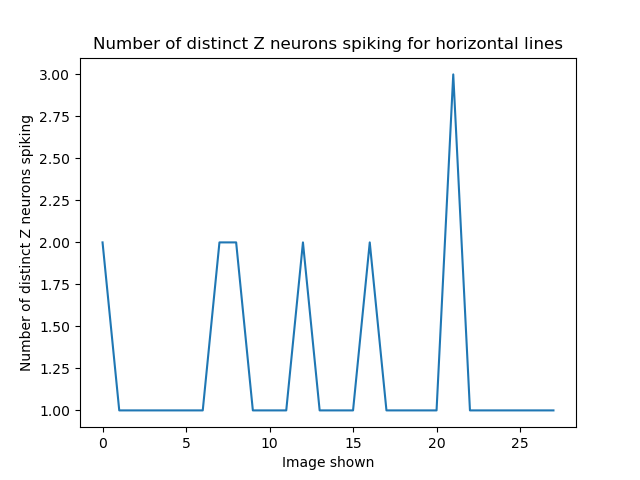 Number of distinct Z neurons spiking for horizontal lines
Number of distinct Z neurons spiking
3.00
2.75
2.50
2.25
2.00
1.75
1.50
1.25
1.00
0 5 10 15 20 25
Image shown